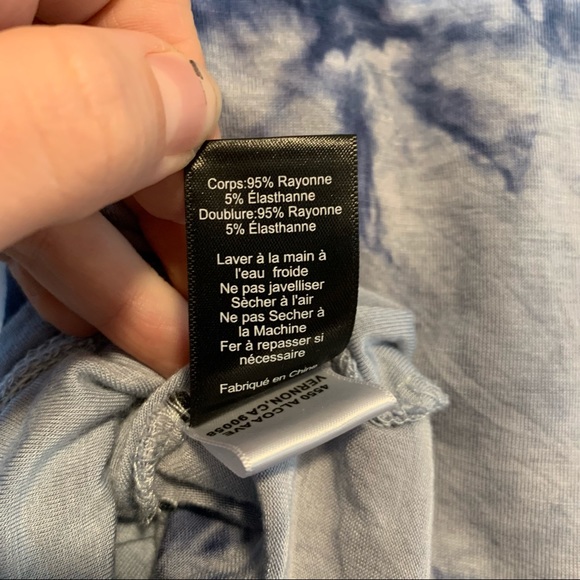 Corps:95% Rayonne
5% Élasthanne
Doublure:95% Rayonne
5% Élasthanne
Laver à la main à
l'eau froide
Ne pas javelliser
Sècher à l'air
Ne pas Secher à
la Machine
Fer à repasser si
nécessaire
Fabriqué en Chine
4550 ALCOA AVE
VERNON,CA 90058